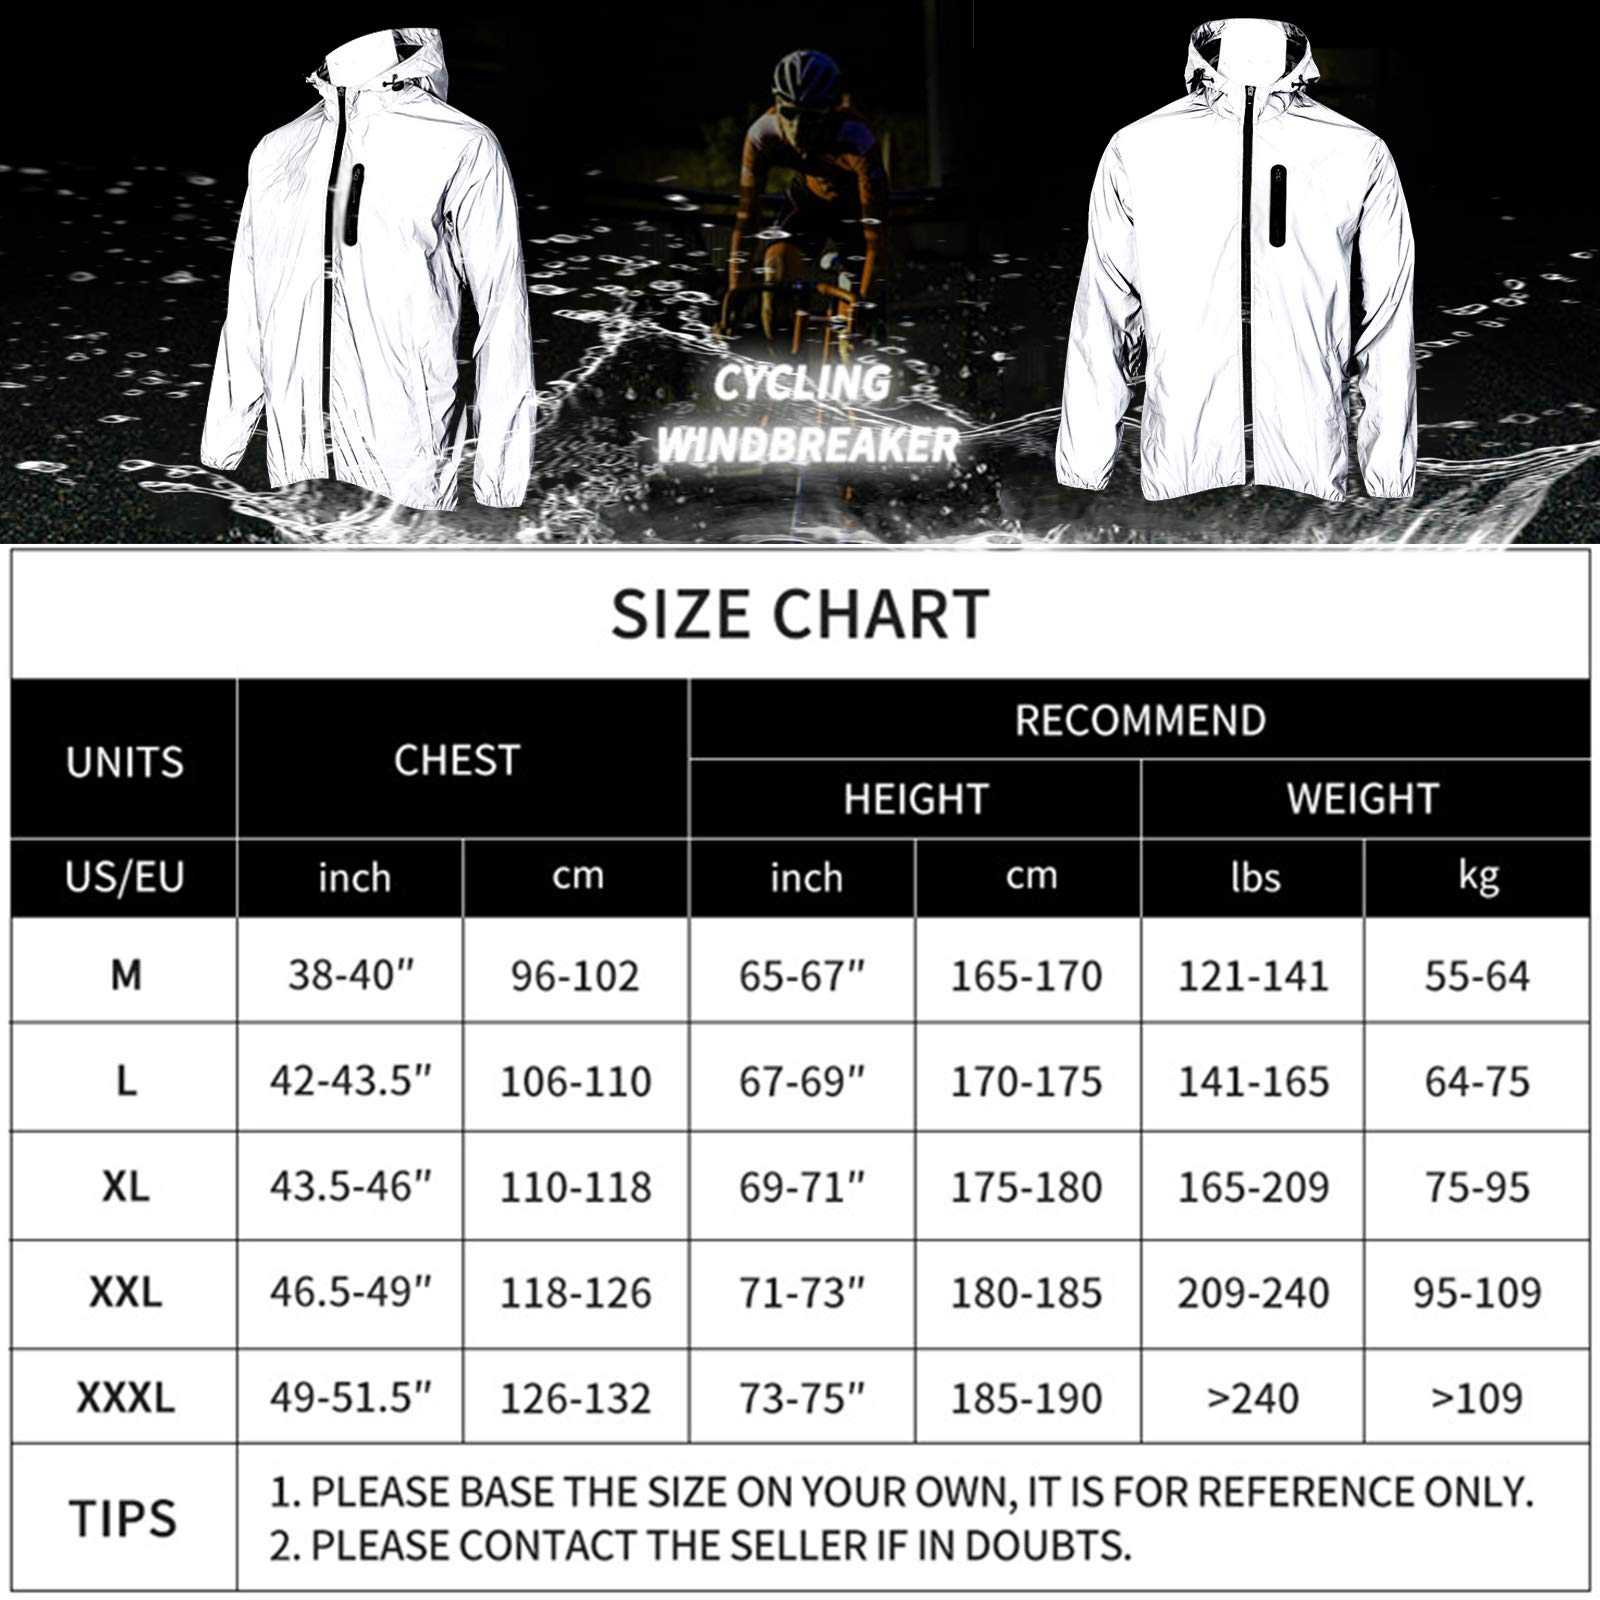 CYCLING
WINDBREAKER
SIZE CHART
UNITS CHEST RECOMMEND
HEIGHT WEIGHT
US/EU inch cm inch cm lbs kg
M 38-40" 96-102 65-67" 165-170 121-141 55-64
L 42-43.5" 106-110 67-69" 170-175 141-165 64-75
XL 43.5-46" 110-118 69-71" 175-180 165-209 75-95
XXL 46.5-49" 118-126 71-73" 180-185 209-240 95-109
XXXL 49-51.5" 126-132 73-75" 185-190 >240 >109
TIPS
1. PLEASE BASE THE SIZE ON YOUR OWN, IT IS FOR REFERENCE ONLY.
2. PLEASE CONTACT THE SELLER IF IN DOUBTS.